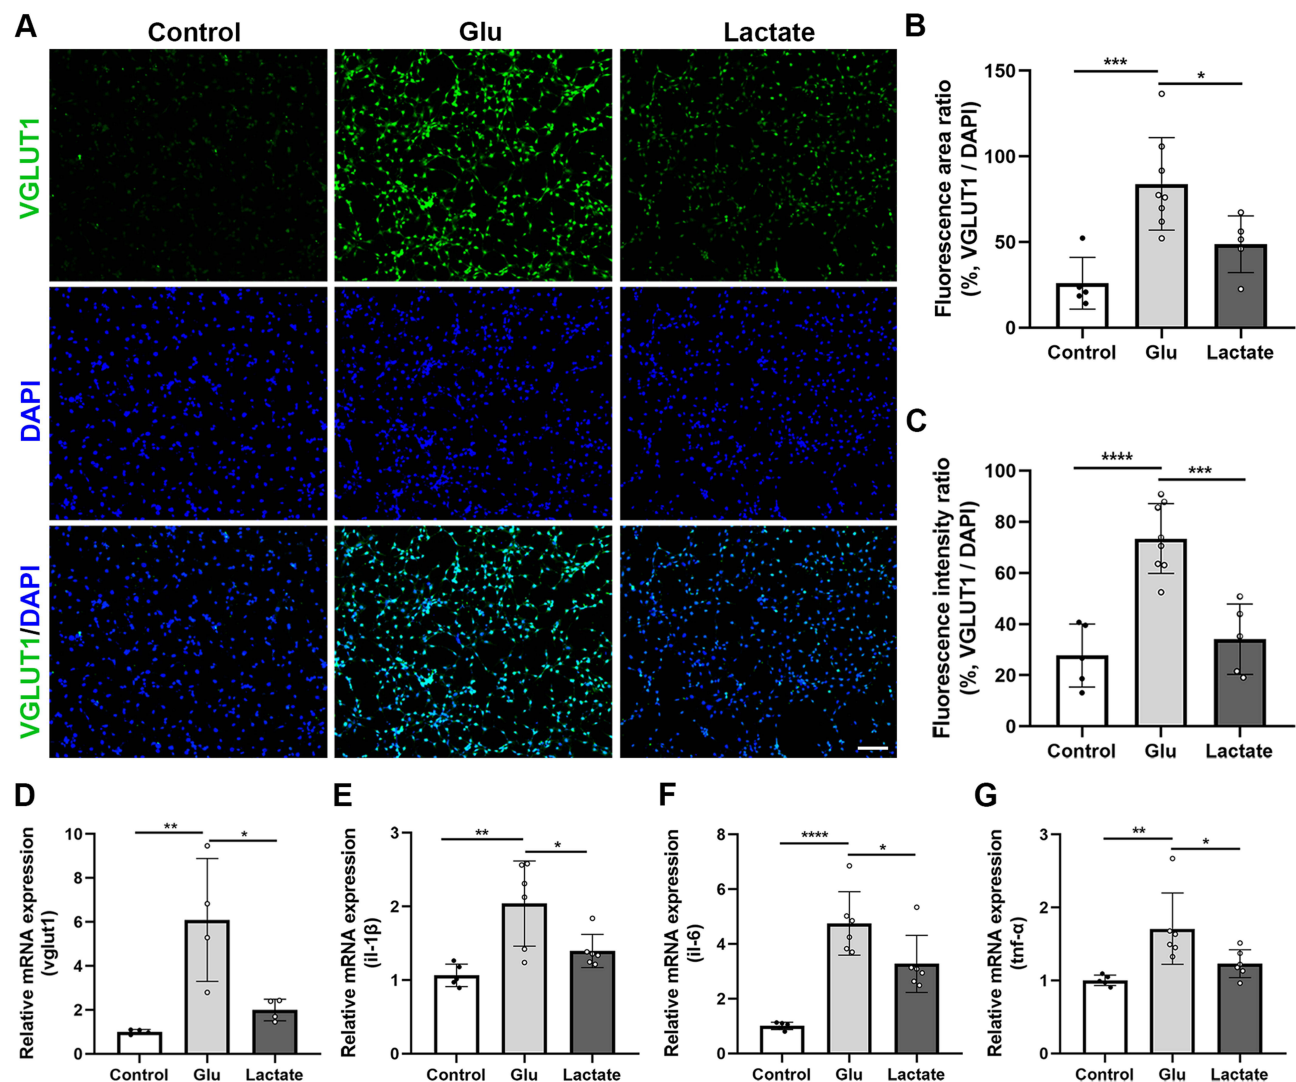 A
Control
Glu
Lactate
VGLUT1
DAPI
VGLUT1/DAPI
B
Fluorescence area ratio
(%, VGLUT1 / DAPI)
150
100
50
0
***
*
Control
Glu
Lactate
C
Fluorescence intensity ratio
(%, VGLUT1 / DAPI)
100
80
60
40
20
0
****
***
Control
Glu
Lactate
D
Relative mRNA expression
(vglut1)
10
8
6
4
2
0
**
*
Control
Glu
Lactate
E
Relative mRNA expression
(il-1β)
3
2
1
0
**
*
Control
Glu
Lactate
F
Relative mRNA expression
(il-6)
8
6
4
2
0
****
*
Control
Glu
Lactate
G
Relative mRNA expression
(tnf-α)
3
2
1
0
**
*
Control
Glu
Lactate